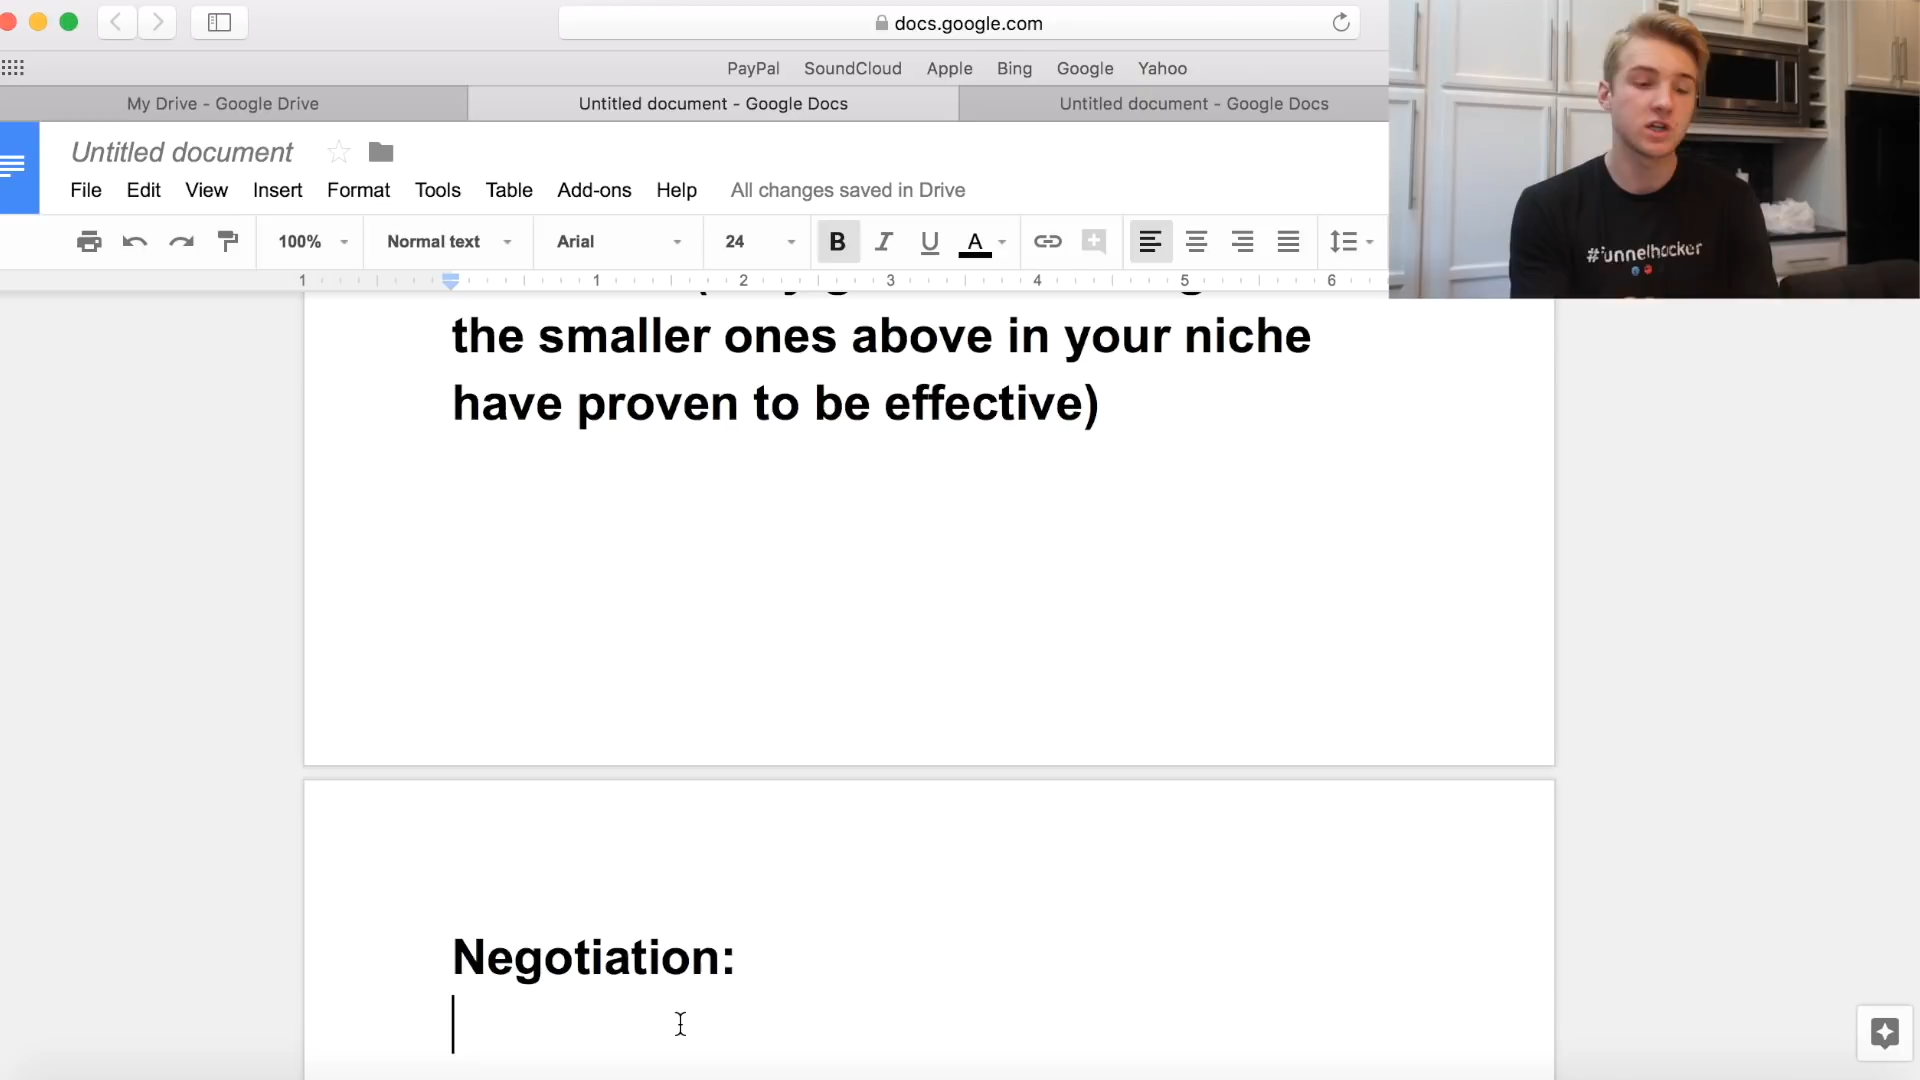 docs.google.com
PayPal SoundCloud Apple Bing Google Yahoo
My Drive - Google Drive
Untitled document - Google Docs
Untitled document - Google Docs
Untitled document
File Edit View Insert Format Tools Table Add-ons Help All changes saved in Drive
100% Normal text Arial 24 B I U A
1 1 2 3 4 5 6
the smaller ones above in your niche
have proven to be effective)
Negotiation:
#funnelhacker